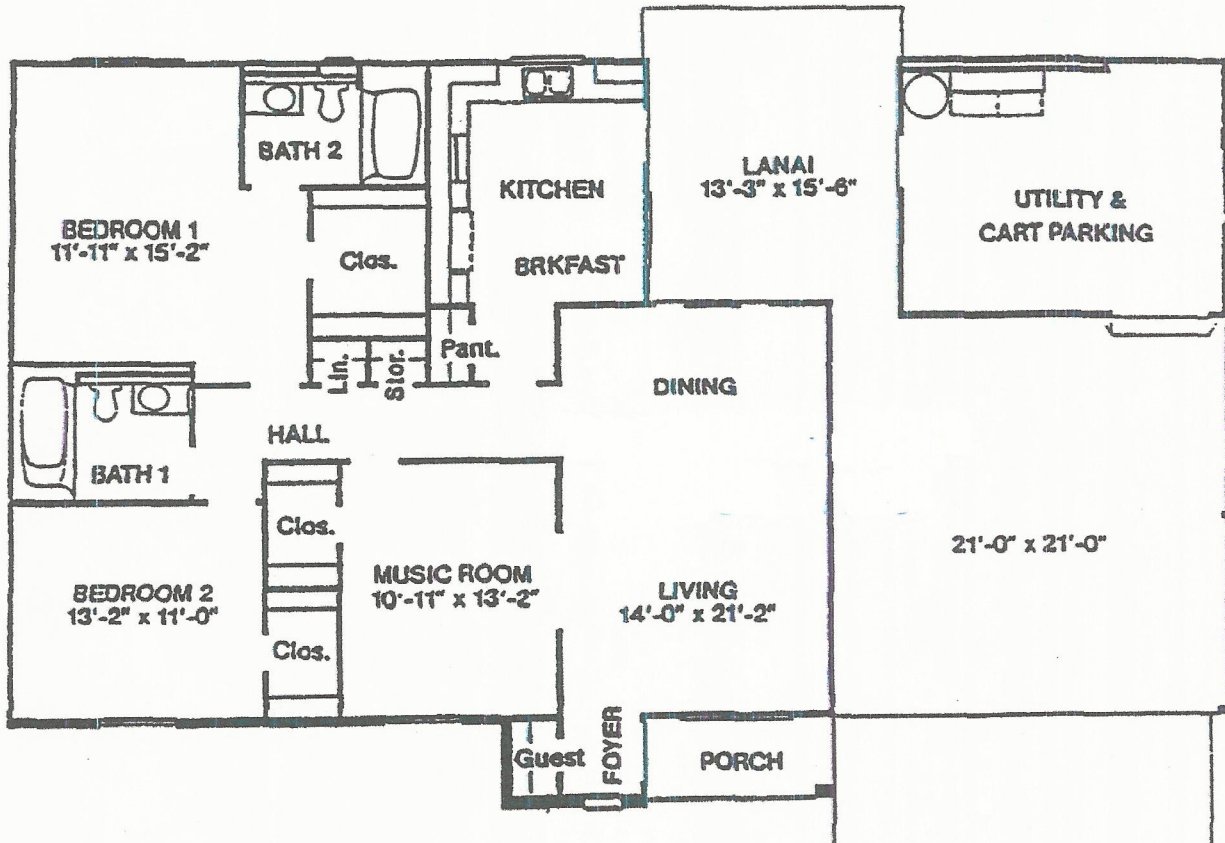 BATH 2
KITCHEN
LANAI
13'-3" x 15'-6"
UTILITY &
CART PARKING
BEDROOM 1
11'-11" x 15'-2"
Clos.
BRKFAST
Lin.
Stor.
Pant.
DINING
HALL
BATH 1
Clos.
21'-0" x 21'-0"
BEDROOM 2
13'-2" x 11'-0"
MUSIC ROOM
10'-11" x 13'-2"
LIVING
14'-0" x 21'-2"
Clos.
Guest
FOYER
PORCH